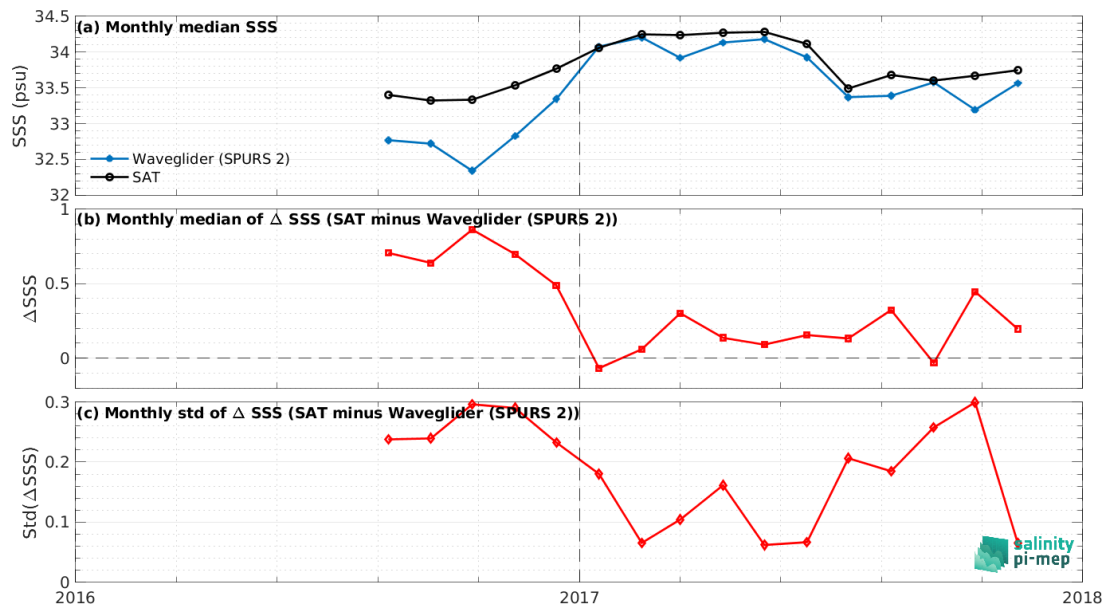 (a) Monthly median SSS
34.5
34
33.5
33
32.5
32
SSS (psu)
Waveglider (SPURS 2)
SAT
(b) Monthly median of Δ SSS (SAT minus Waveglider (SPURS 2))
1
0.5
0
ΔSSS
(c) Monthly std of Δ SSS (SAT minus Waveglider (SPURS 2))
0.3
0.2
0.1
0
Std(ΔSSS)
2016
2017
2018
salinity
pi-mep